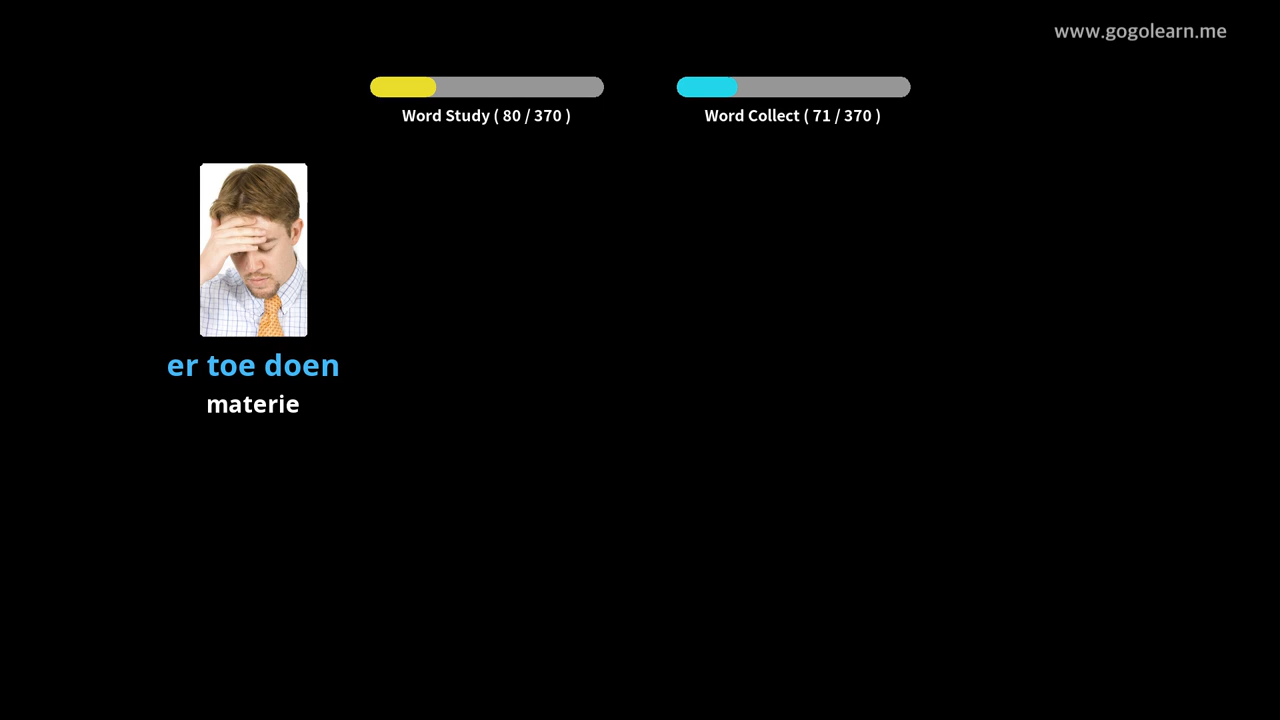 www.gogolearn.me
Word Study ( 80 / 370 )
Word Collect ( 71 / 370 )
er toe doen
materie